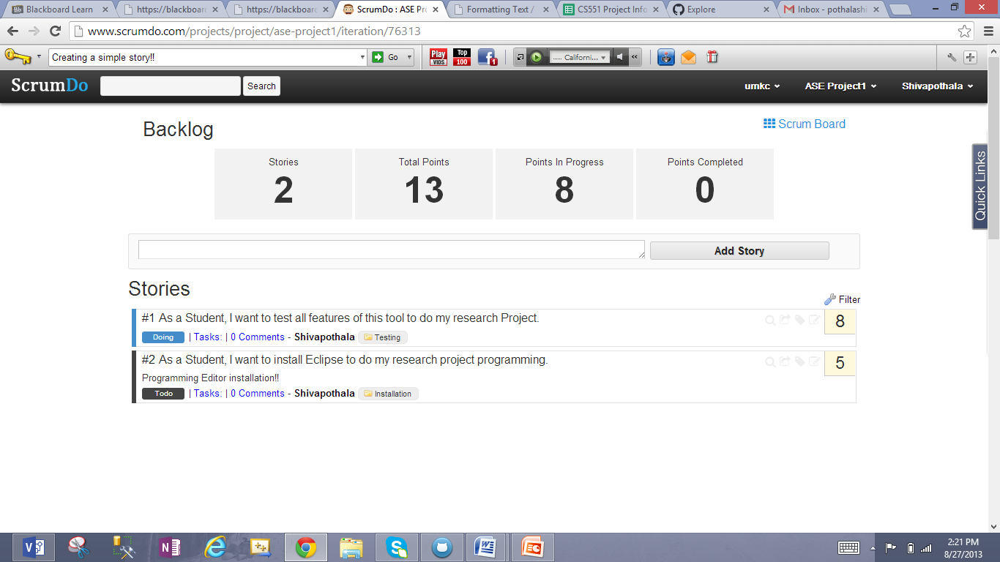 Blackboard Learn
https://blackboard
https://blackboard
ScrumDo : ASE Pr
Formatting Text /
CS551 Project Info
Explore
Inbox - pothalashi
www.scrumdo.com/projects/project/ase-project1/iteration/76313
Creating a simple story!!
Go
Play VIDS
Top 100
1
..... Californi...
ScrumDo
Search
umkc
ASE Project1
Shivapothala
Backlog
Scrum Board
Stories
Total Points
Points In Progress
Points Completed
2
13
8
0
Quick Links
Add Story
Stories
Filter
#1 As a Student, I want to test all features of this tool to do my research Project.
8
Doing | Tasks: | 0 Comments - Shivapothala Testing
#2 As a Student, I want to install Eclipse to do my research project programming.
5
Programming Editor installation!!
Todo | Tasks: | 0 Comments - Shivapothala Installation
2:21 PM
8/27/2013